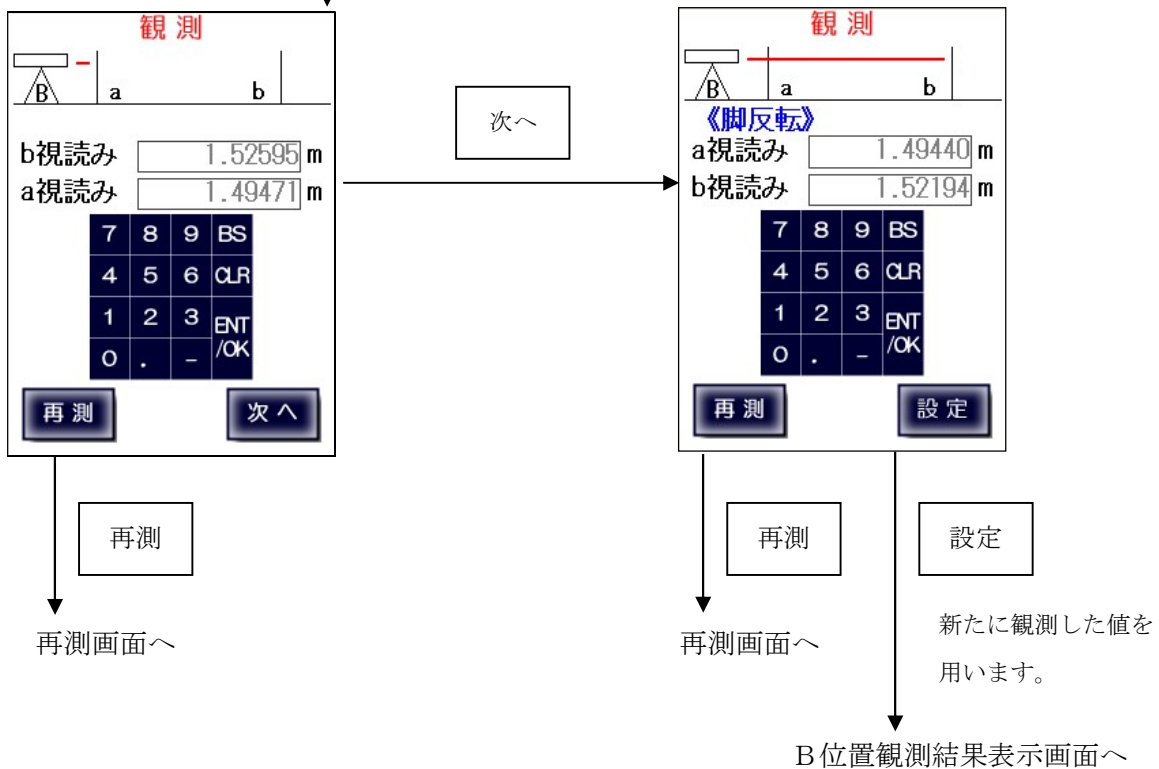 観 測
B a b
b視読み 1.52595 m
a視読み 1.49471 m
7 8 9 BS
4 5 6 CLR
1 2 3 ENT/OK
0 . -
再 測 次 へ
次へ
観 測
B a b
《脚反転》
a視読み 1.49440 m
b視読み 1.52194 m
7 8 9 BS
4 5 6 CLR
1 2 3 ENT/OK
0 . -
再 測 設 定
再測
再測画面へ
再測
再測画面へ
設定
新たに観測した値を
用います。
Ｂ位置観測結果表示画面へ